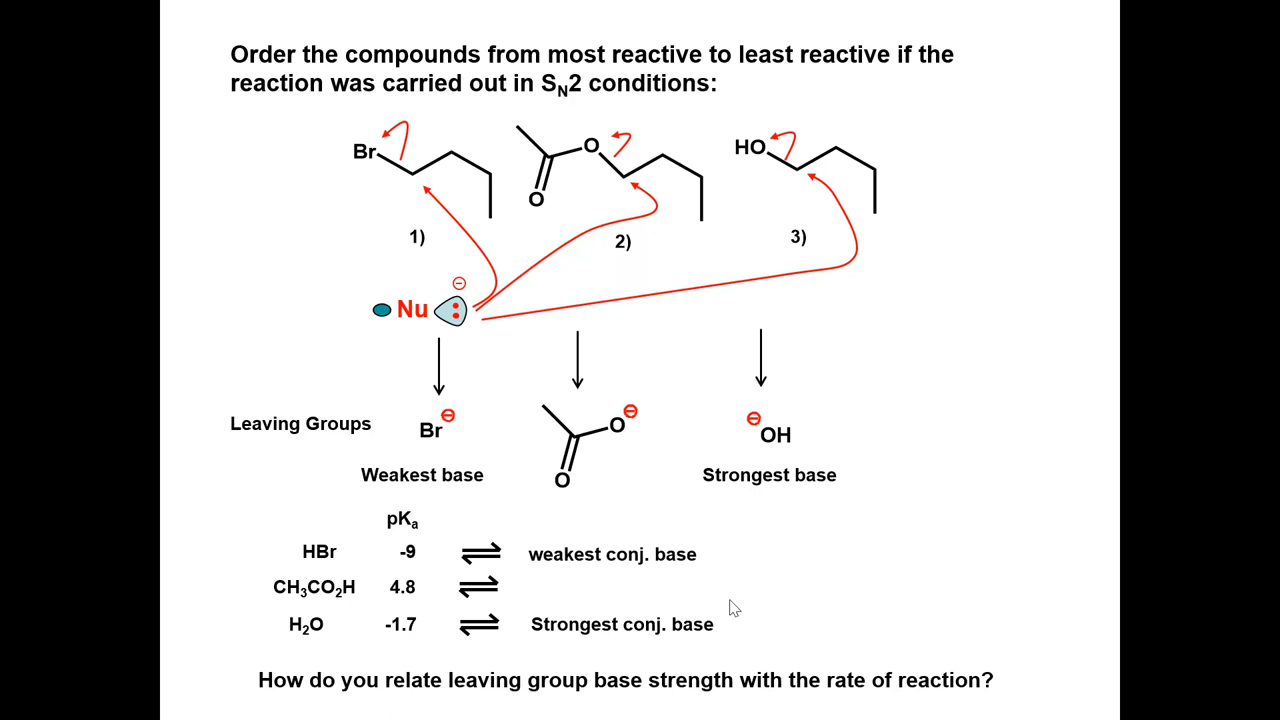 Order the compounds from most reactive to least reactive if the
reaction was carried out in SN2 conditions:
Br
O
O
HO
1)
2)
3)
⊖
Nu
Leaving Groups
Br⊖
O⊖
O
⊖OH
Weakest base
Strongest base
pKa
HBr -9 ⇌ weakest conj. base
CH3CO2H 4.8 ⇌
H2O -1.7 ⇌ Strongest conj. base
How do you relate leaving group base strength with the rate of reaction?